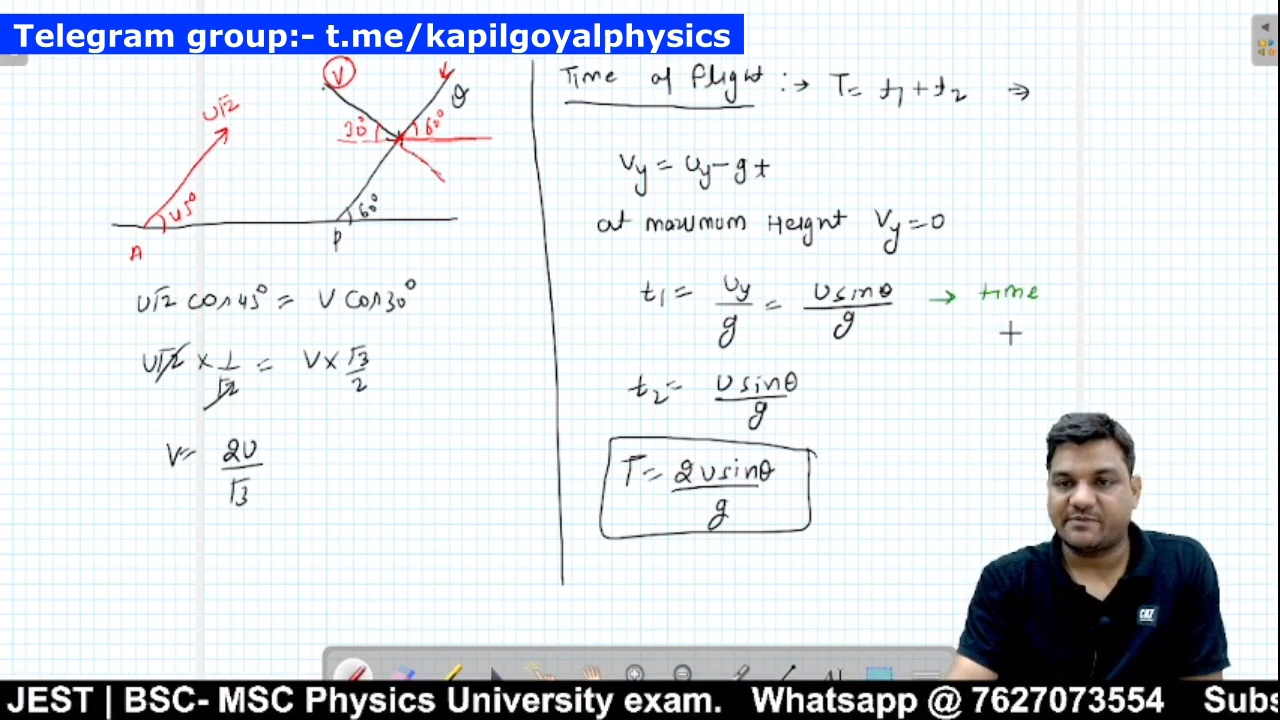 Telegram group:- t.me/kapilgoyalphysics
V
θ
U√2
30°
60°
45°
60°
A
P
U√2 cos 45° = V cos 30°
U√2 × 1/√2 = V × √3/2
V = 2U/√3
Time of flight :→ T = t₁ + t₂ ⇒
Vy = Uy - gt
at maximum Height Vy = 0
t₁ = Uy/g = U sinθ/g → time
t₂ = U sinθ/g
T = 2U sinθ/g
CAT
JEST | BSC- MSC Physics University exam. Whatsapp @ 7627073554 Subs